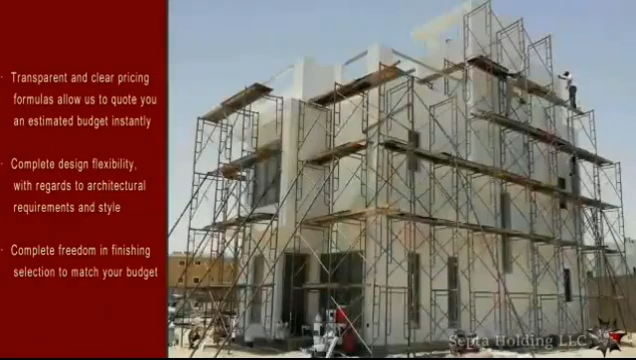 · Transparent and clear pricing
formulas allow us to quote you
an estimated budget instantly
· Complete design flexibility,
with regards to architectural
requirements and style
· Complete freedom in finishing
selection to match your budget
Septa Holding LLC